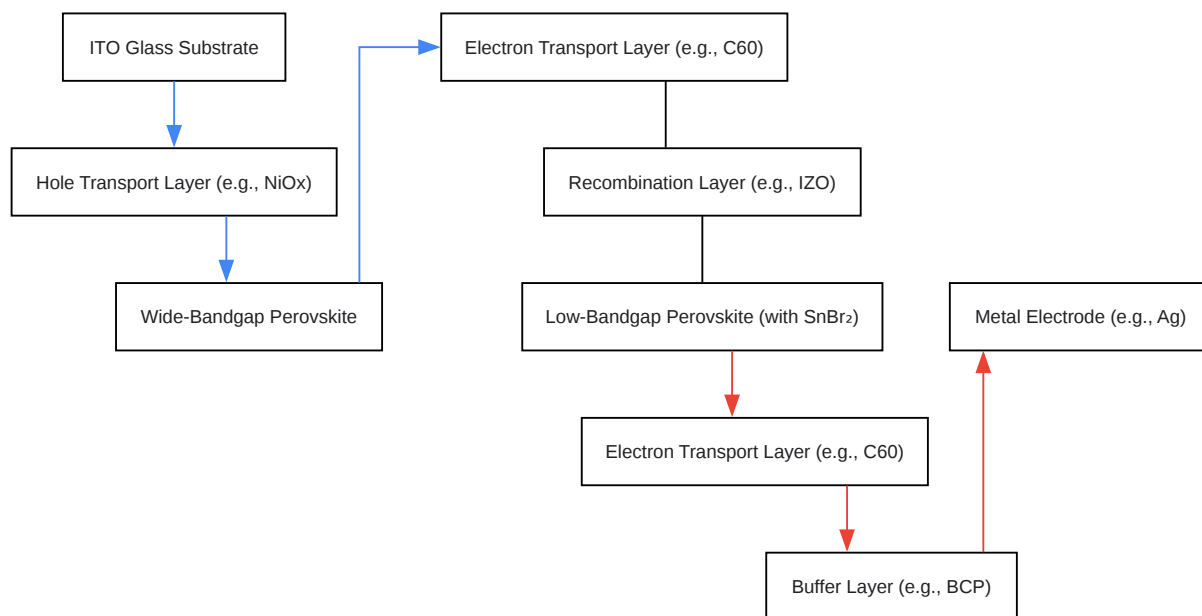 ITO Glass Substrate
Electron Transport Layer (e.g., C60)
Hole Transport Layer (e.g., NiOx)
Recombination Layer (e.g., IZO)
Wide-Bandgap Perovskite
Low-Bandgap Perovskite (with SnBr₂)
Metal Electrode (e.g., Ag)
Electron Transport Layer (e.g., C60)
Buffer Layer (e.g., BCP)